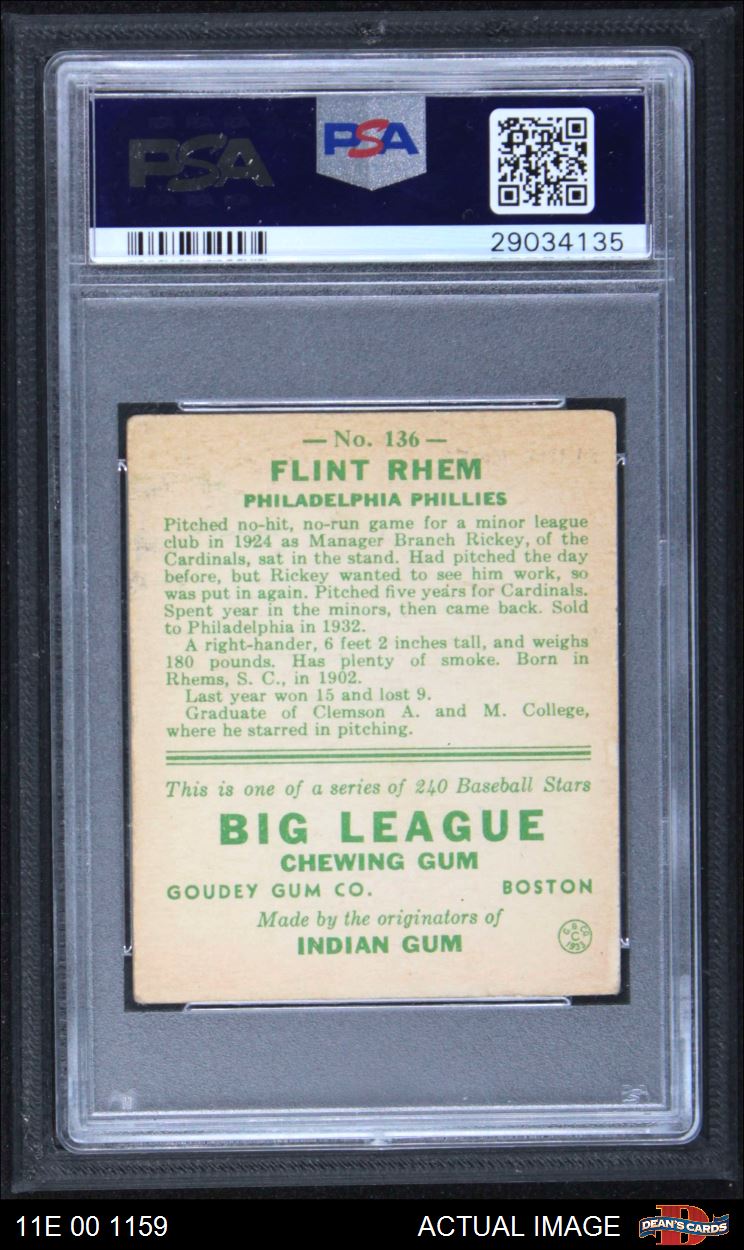 PSA
PSA
29034135
— No. 136 —
FLINT RHEM
PHILADELPHIA PHILLIES
Pitched no-hit, no-run game for a minor league
club in 1924 as Manager Branch Rickey, of the
Cardinals, sat in the stand. Had pitched the day
before, but Rickey wanted to see him work, so
was put in again. Pitched five years for Cardinals.
Spent year in the minors, then came back. Sold
to Philadelphia in 1932.
A right-hander, 6 feet 2 inches tall, and weighs
180 pounds. Has plenty of smoke. Born in
Rhems, S. C., in 1902.
Last year won 15 and lost 9.
Graduate of Clemson A. and M. College,
where he starred in pitching.
This is one of a series of 240 Baseball Stars
BIG LEAGUE
CHEWING GUM
GOUDEY GUM CO. BOSTON
Made by the originators of
INDIAN GUM
C
1933
11E 00 1159 ACTUAL IMAGE DEAN'S CARDS